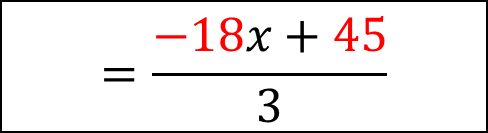 = (-18x + 45)/3